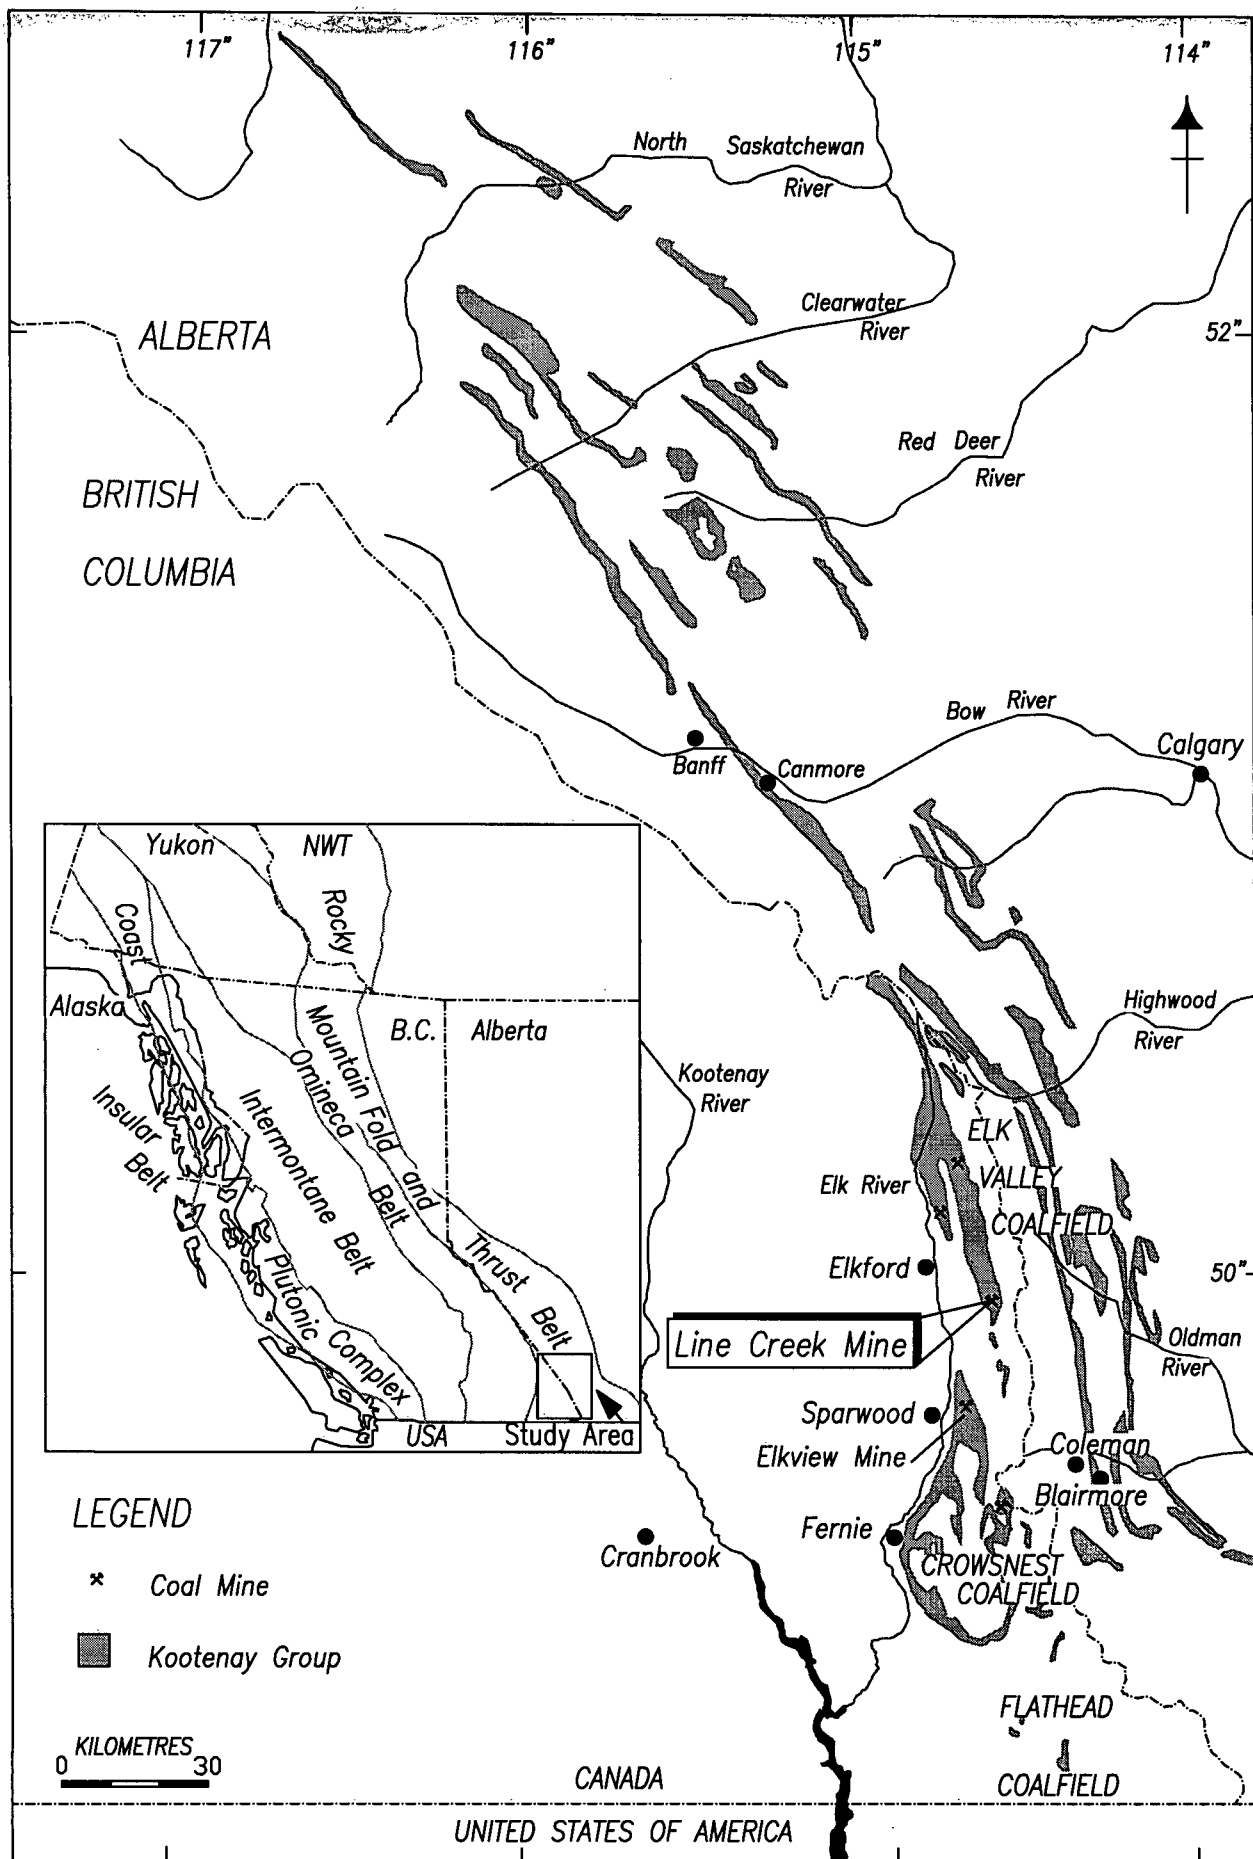 117" 116" 115" 114"
North Saskatchewan
River
Clearwater
River
52"
ALBERTA
BRITISH
COLUMBIA
Red Deer
River
Bow River
Calgary
Banff
Canmore
Yukon NWT
Rocky
Coast
Alaska
B.C. Alberta
Mountain Fold and
Omineca
Belt
Intermontane Belt
Insular
Belt
Plutonic
Complex
Thrust
Belt
USA
Study Area
Highwood
River
Kootenay
River
ELK
VALLEY
COALFIELD
Elk River
Elkford
50"
Line Creek Mine
Oldman
River
Sparwood
Elkview Mine
Coleman
Blairmore
Fernie
Cranbrook
CROWSNEST
COALFIELD
LEGEND
Coal Mine
Kootenay Group
KILOMETRES
0 30
FLATHEAD
COALFIELD
CANADA
UNITED STATES OF AMERICA